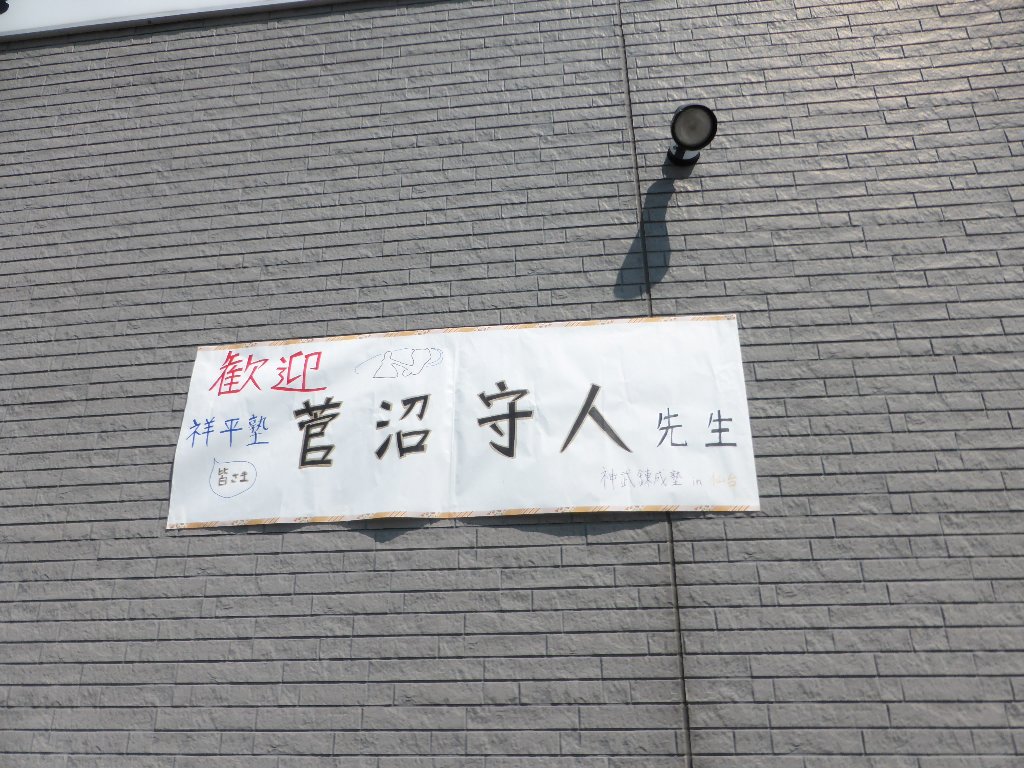 歓迎
祥平塾 菅沼守人先生
皆さま
神武錬成塾 in 仙台